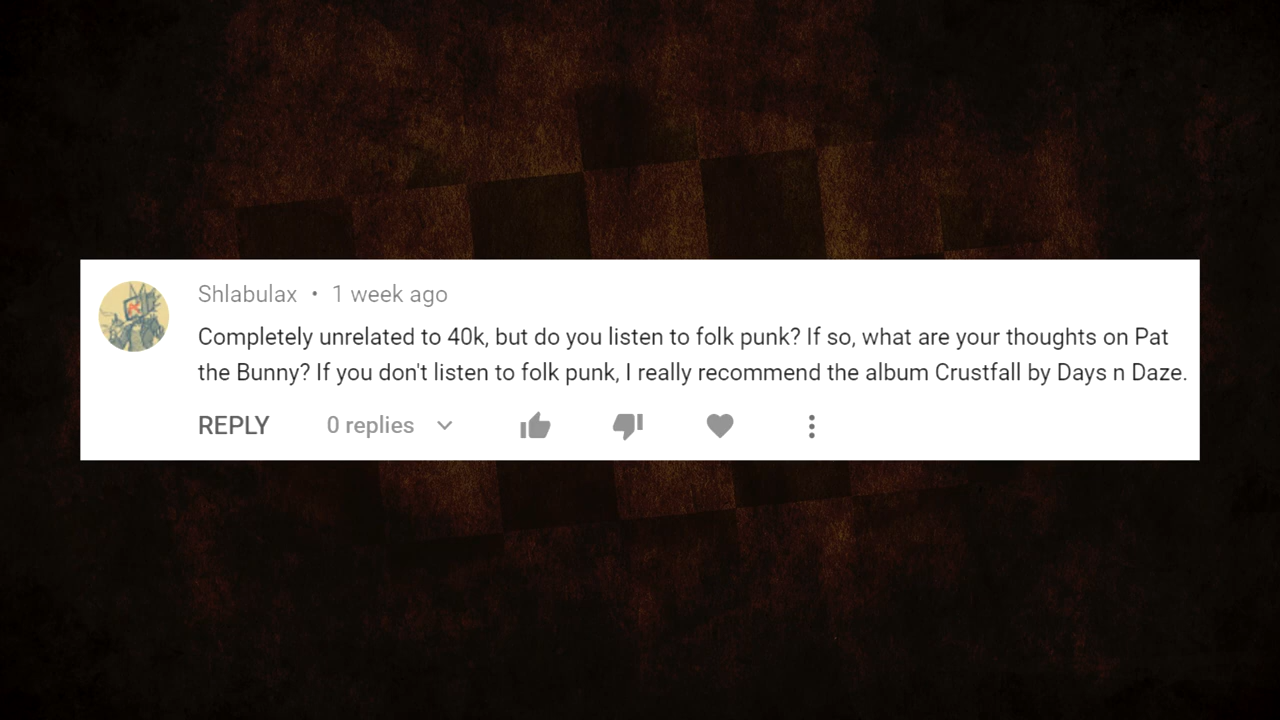 Shlabulax • 1 week ago
Completely unrelated to 40k, but do you listen to folk punk? If so, what are your thoughts on Pat
the Bunny? If you don't listen to folk punk, I really recommend the album Crustfall by Days n Daze.
REPLY 0 replies